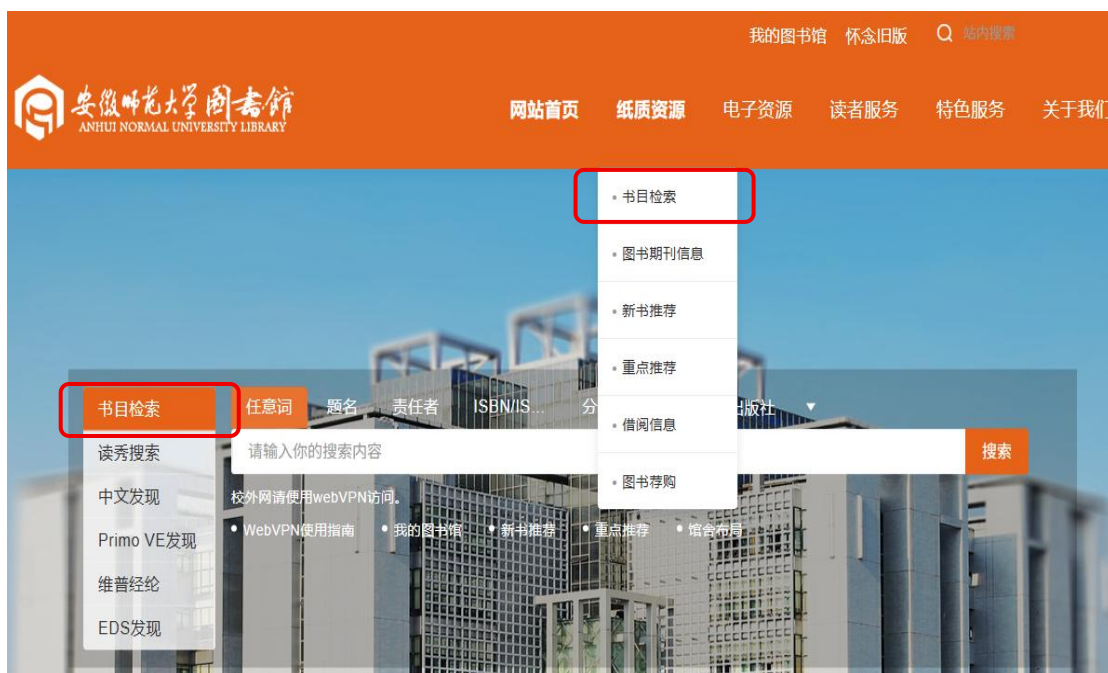 我的图书馆 怀念旧版 站内搜索
安徽师范大学图书馆
ANHUI NORMAL UNIVERSITY LIBRARY
网站首页 纸质资源 电子资源 读者服务 特色服务 关于我们
书目检索
图书期刊信息
新书推荐
重点推荐
借阅信息
图书荐购
书目检索
读秀搜索
中文发现
Primo VE发现
维普经纶
EDS发现
任意词 题名 责任者 ISBN/IS... 分 出版社
请输入你的搜索内容 搜索
校外网请使用webVPN访问。
WebVPN使用指南 我的图书馆 新书推荐 重点推荐 馆舍布局